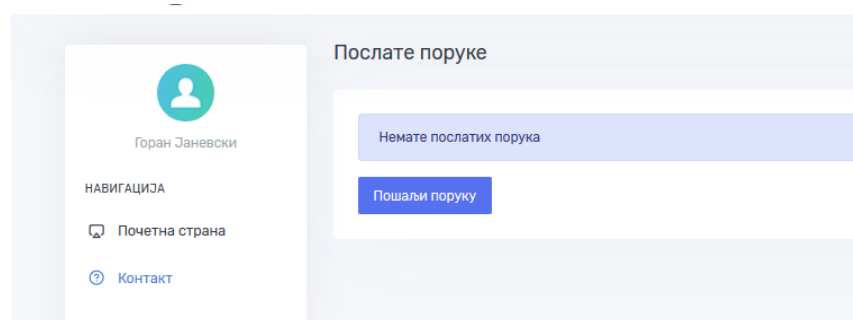 Послате поруке
Горан Јаневски
Немате послатих порука
НАВИГАЦИЈА
Пошаљи поруку
Почетна страна
Контакт